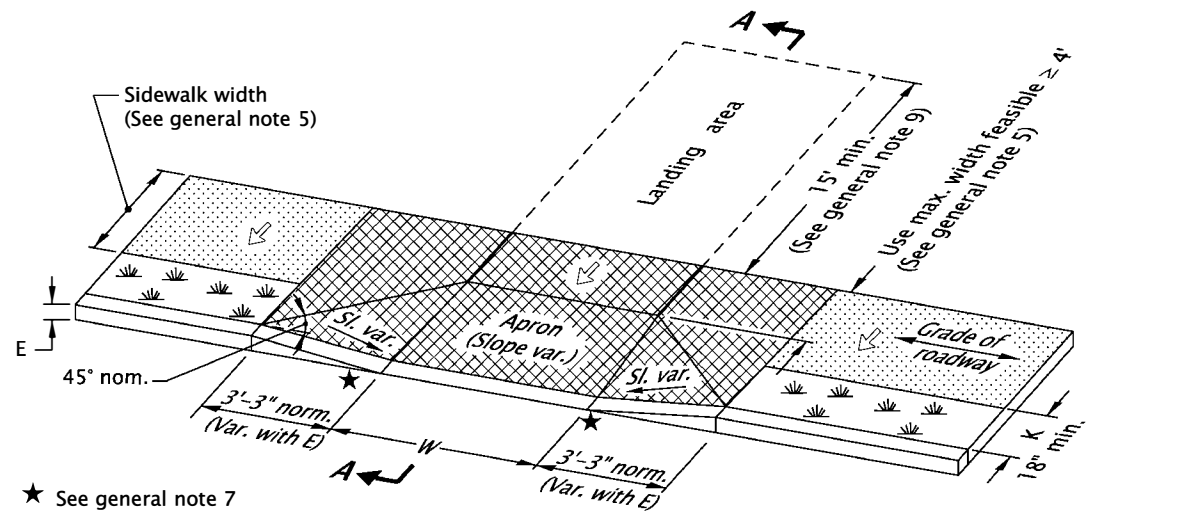 A
Sidewalk width
(See general note 5)
Landing area
15' min.
(See general note 9)
Use max. width feasible ≥ 4'
(See general note 5)
E
45° nom.
Sl. var.
Apron
(Slope var.)
Sl. var.
Grade of
roadway
3'-3" norm.
(Var. with E)
W
3'-3" norm.
(Var. with E)
K
18" min.
A
★ See general note 7